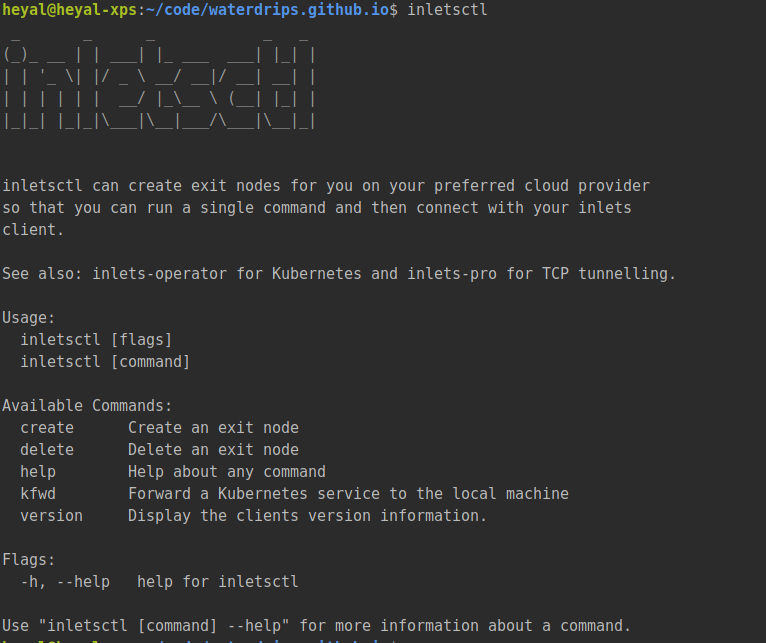 heyal@heyal-xps:~/code/waterdrips.github.io$ inletsctl
 _       _      _            _   _
(_)_ __ | | ___| |_ ___  ___| |_| |
| | '_ \| |/ _ \ __/ __|/ __| __| |
| | | | | |  __/ |_\__ \ (__| |_| |
|_|_| |_|_|\___|\__|___/\___|\__|_|
inletsctl can create exit nodes for you on your preferred cloud provider
so that you can run a single command and then connect with your inlets
client.
See also: inlets-operator for Kubernetes and inlets-pro for TCP tunnelling.
Usage:
  inletsctl [flags]
  inletsctl [command]
Available Commands:
  create      Create an exit node
  delete      Delete an exit node
  help        Help about any command
  kfwd        Forward a Kubernetes service to the local machine
  version     Display the clients version information.
Flags:
  -h, --help   help for inletsctl
Use "inletsctl [command] --help" for more information about a command.